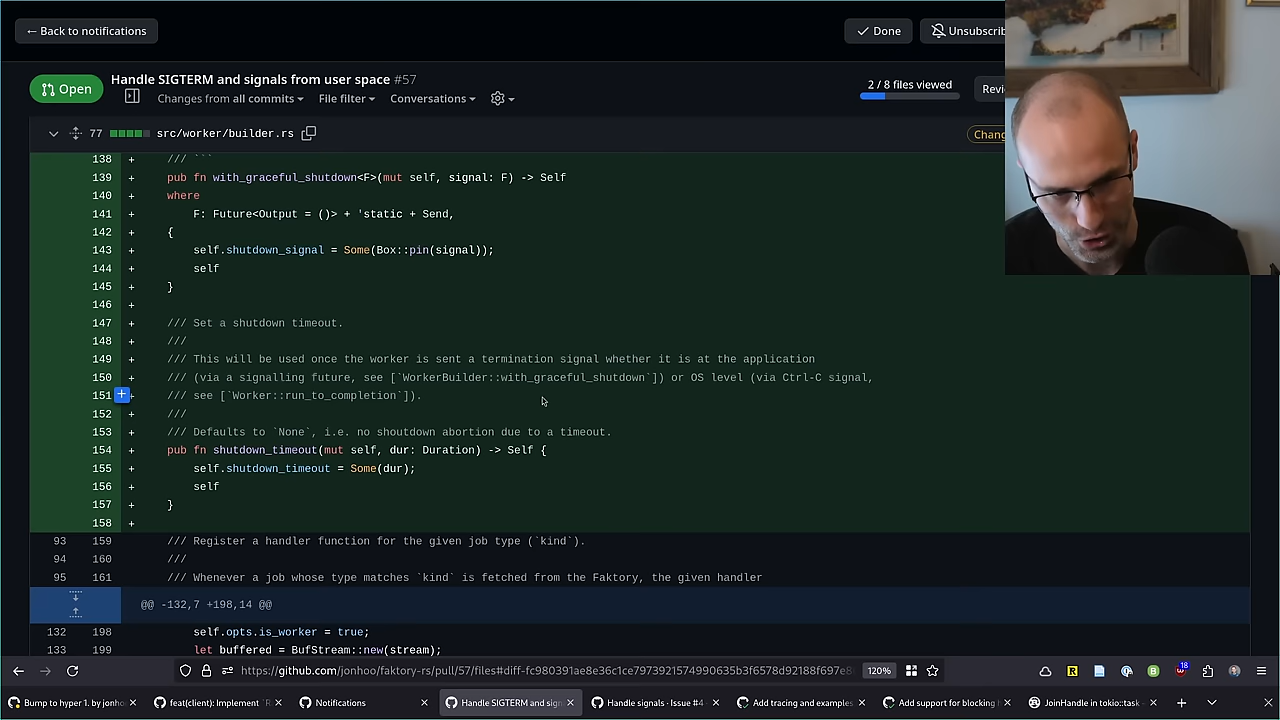 ← Back to notifications
Done
Unsubscrib
Open
Handle SIGTERM and signals from user space #57
Changes from all commits
File filter
Conversations
2 / 8 files viewed
Revi
77
src/worker/builder.rs
Chang
138 + /// ```
139 + pub fn with_graceful_shutdown<F>(mut self, signal: F) -> Self
140 + where
141 + F: Future<Output = ()> + 'static + Send,
142 + {
143 + self.shutdown_signal = Some(Box::pin(signal));
144 + self
145 + }
146 +
147 + /// Set a shutdown timeout.
148 + ///
149 + /// This will be used once the worker is sent a termination signal whether it is at the application
150 + /// (via a signalling future, see [`WorkerBuilder::with_graceful_shutdown`]) or OS level (via Ctrl-C signal,
151 + /// see [`Worker::run_to_completion`]).
152 + ///
153 + /// Defaults to `None`, i.e. no shoutdown abortion due to a timeout.
154 + pub fn shutdown_timeout(mut self, dur: Duration) -> Self {
155 + self.shutdown_timeout = Some(dur);
156 + self
157 + }
158 +
93 159 /// Register a handler function for the given job type (`kind`).
94 160 ///
95 161 /// Whenever a job whose type matches `kind` is fetched from the Faktory, the given handler
@@ -132,7 +198,14 @@
132 198 self.opts.is_worker = true;
133 199 let buffered = BufStream::new(stream);
https://github.com/jonhoo/faktory-rs/pull/57/files#diff-fc980391ae8e36c1ce7973921574990635b3f6578d92188f697e8
120%
18
Bump to hyper 1. by jonho
feat(client): Implement `R
Notifications
Handle SIGTERM and sign
Handle signals · Issue #4
Add tracing and examples
Add support for blocking
JoinHandle in tokio::task